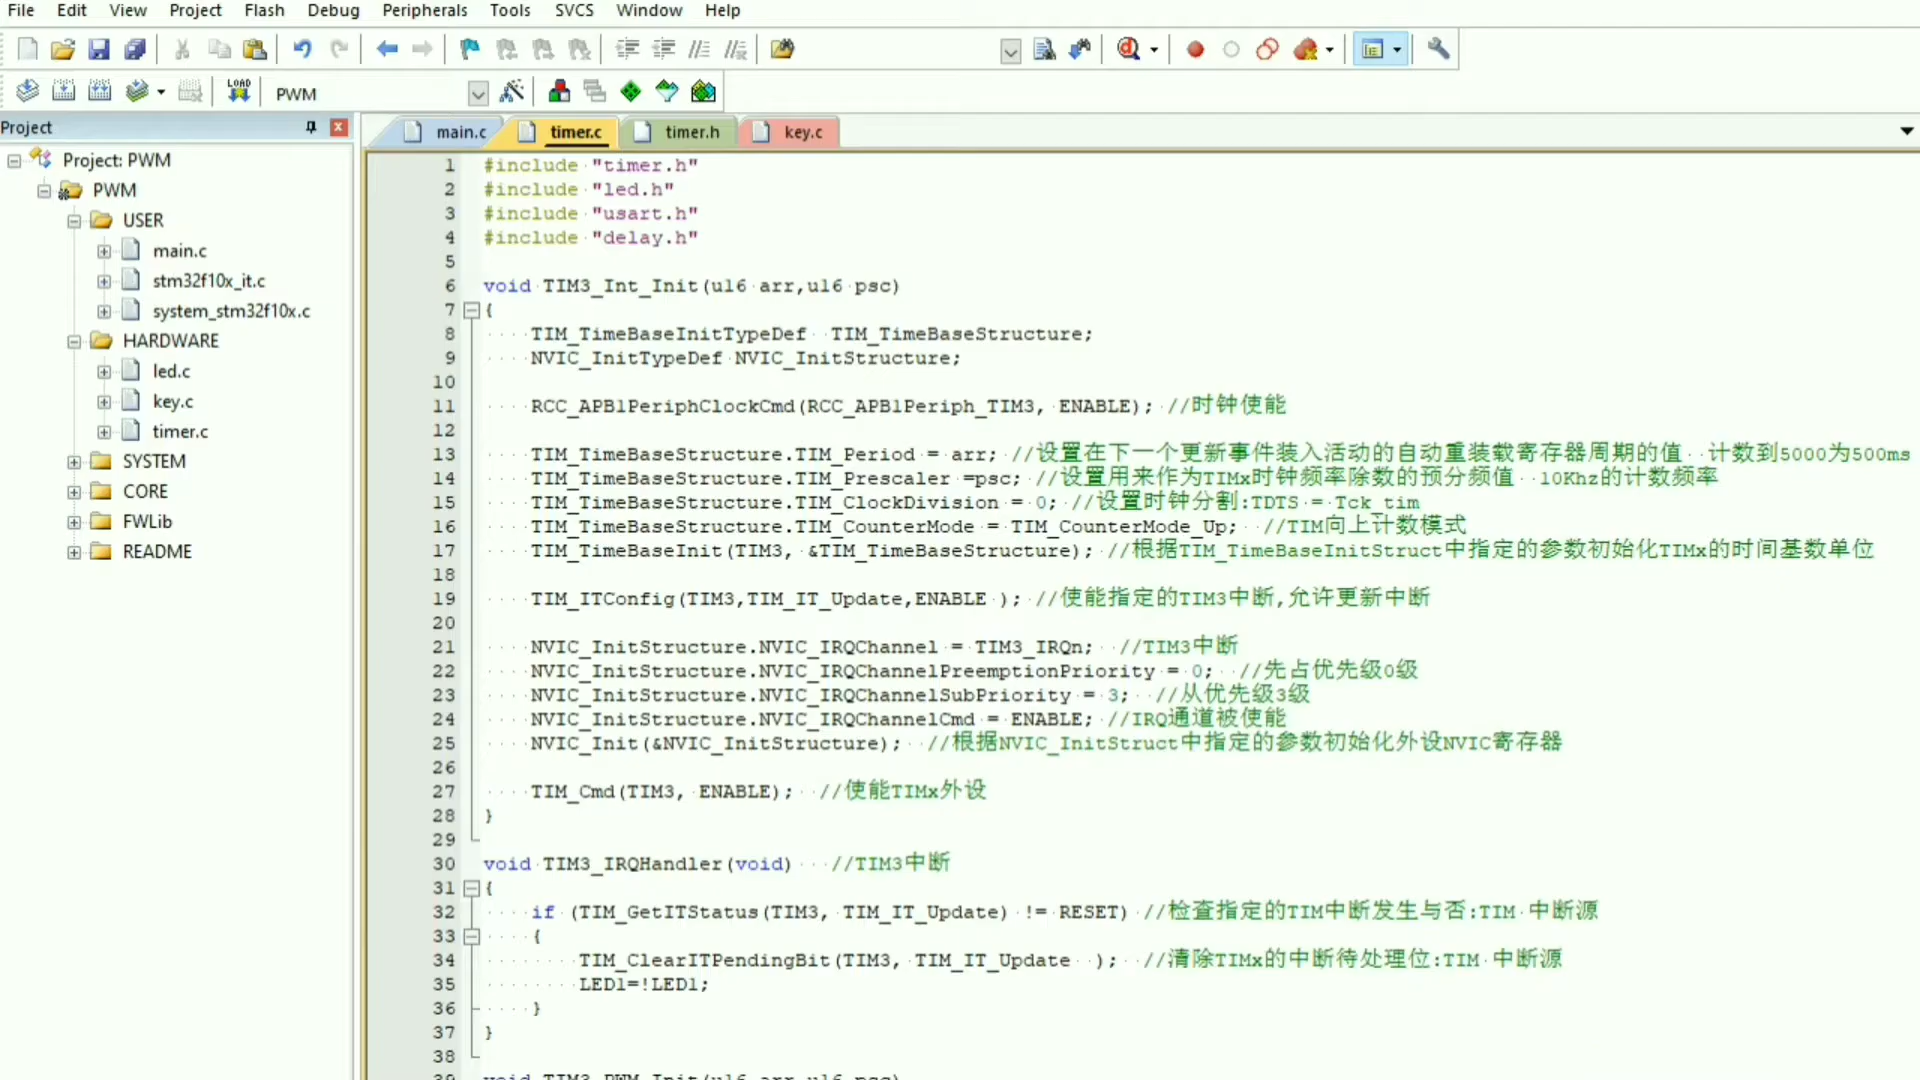 File Edit View Project Flash Debug Peripherals Tools SVCS Window Help
LOAD
PWM
Project
main.c timer.c timer.h key.c
Project: PWM
PWM
USER
main.c
stm32f10x_it.c
system_stm32f10x.c
HARDWARE
led.c
key.c
timer.c
SYSTEM
CORE
FWLib
README
1 #include "timer.h"
2 #include "led.h"
3 #include "usart.h"
4 #include "delay.h"
5
6 void TIM3_Int_Init(u16 arr,u16 psc)
7 {
8 TIM_TimeBaseInitTypeDef TIM_TimeBaseStructure;
9 NVIC_InitTypeDef NVIC_InitStructure;
10
11 RCC_APB1PeriphClockCmd(RCC_APB1Periph_TIM3, ENABLE); //时钟使能
12
13 TIM_TimeBaseStructure.TIM_Period = arr; //设置在下一个更新事件装入活动的自动重装载寄存器周期的值 计数到5000为500ms
14 TIM_TimeBaseStructure.TIM_Prescaler =psc; //设置用来作为TIMx时钟频率除数的预分频值 10Khz的计数频率
15 TIM_TimeBaseStructure.TIM_ClockDivision = 0; //设置时钟分割:TDTS = Tck_tim
16 TIM_TimeBaseStructure.TIM_CounterMode = TIM_CounterMode_Up; //TIM向上计数模式
17 TIM_TimeBaseInit(TIM3, &TIM_TimeBaseStructure); //根据TIM_TimeBaseInitStruct中指定的参数初始化TIMx的时间基数单位
18
19 TIM_ITConfig(TIM3,TIM_IT_Update,ENABLE ); //使能指定的TIM3中断,允许更新中断
20
21 NVIC_InitStructure.NVIC_IRQChannel = TIM3_IRQn; //TIM3中断
22 NVIC_InitStructure.NVIC_IRQChannelPreemptionPriority = 0; //先占优先级0级
23 NVIC_InitStructure.NVIC_IRQChannelSubPriority = 3; //从优先级3级
24 NVIC_InitStructure.NVIC_IRQChannelCmd = ENABLE; //IRQ通道被使能
25 NVIC_Init(&NVIC_InitStructure); //根据NVIC_InitStruct中指定的参数初始化外设NVIC寄存器
26
27 TIM_Cmd(TIM3, ENABLE); //使能TIMx外设
28 }
29
30 void TIM3_IRQHandler(void) //TIM3中断
31 {
32 if (TIM_GetITStatus(TIM3, TIM_IT_Update) != RESET) //检查指定的TIM中断发生与否:TIM 中断源
33 {
34 TIM_ClearITPendingBit(TIM3, TIM_IT_Update ); //清除TIMx的中断待处理位:TIM 中断源
35 LED1=!LED1;
36 }
37 }
38
39 void TIM3_PWM_Init(u16 arr,u16 psc)